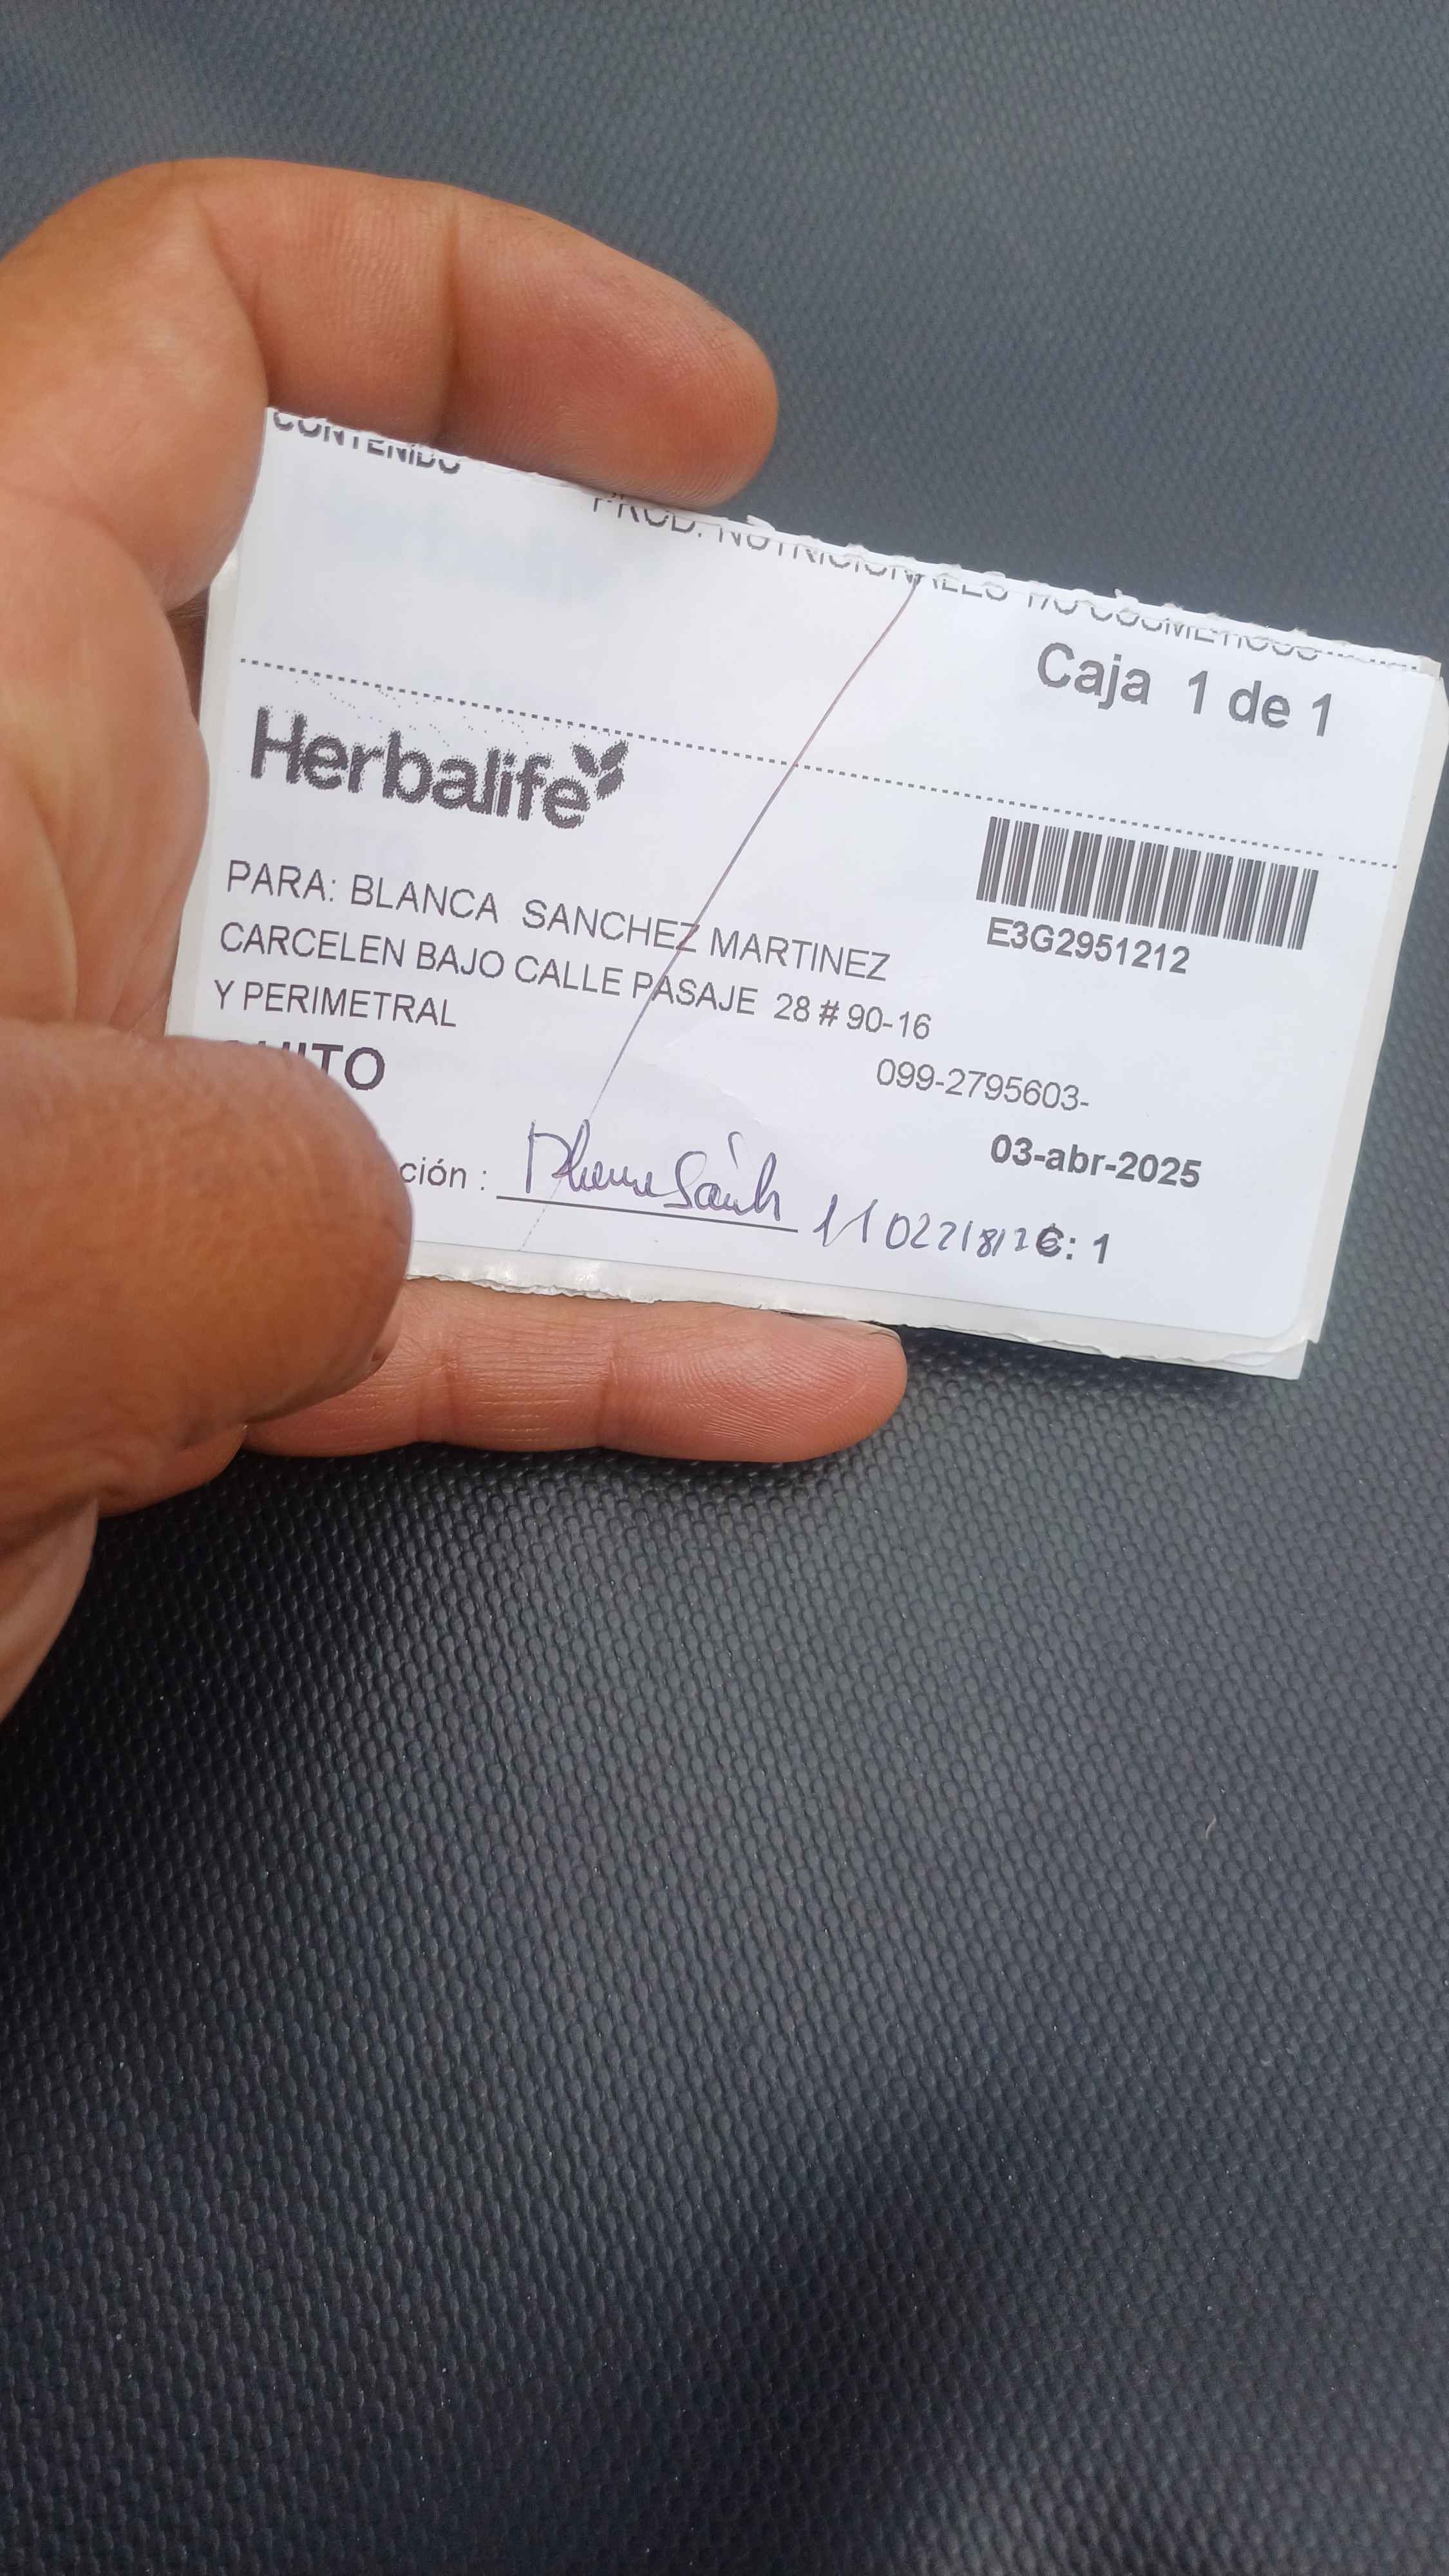 CONTENIDO
PROD. NUTRICIONALES Y/O COSMETICOS
Caja 1 de 1
Herbalife
PARA: BLANCA SANCHEZ MARTINEZ
E3G2951212
CARCELEN BAJO CALLE PASAJE 28 # 90-16
Y PERIMETRAL
099-2795603-
03-abr-2025
ción :
: 1